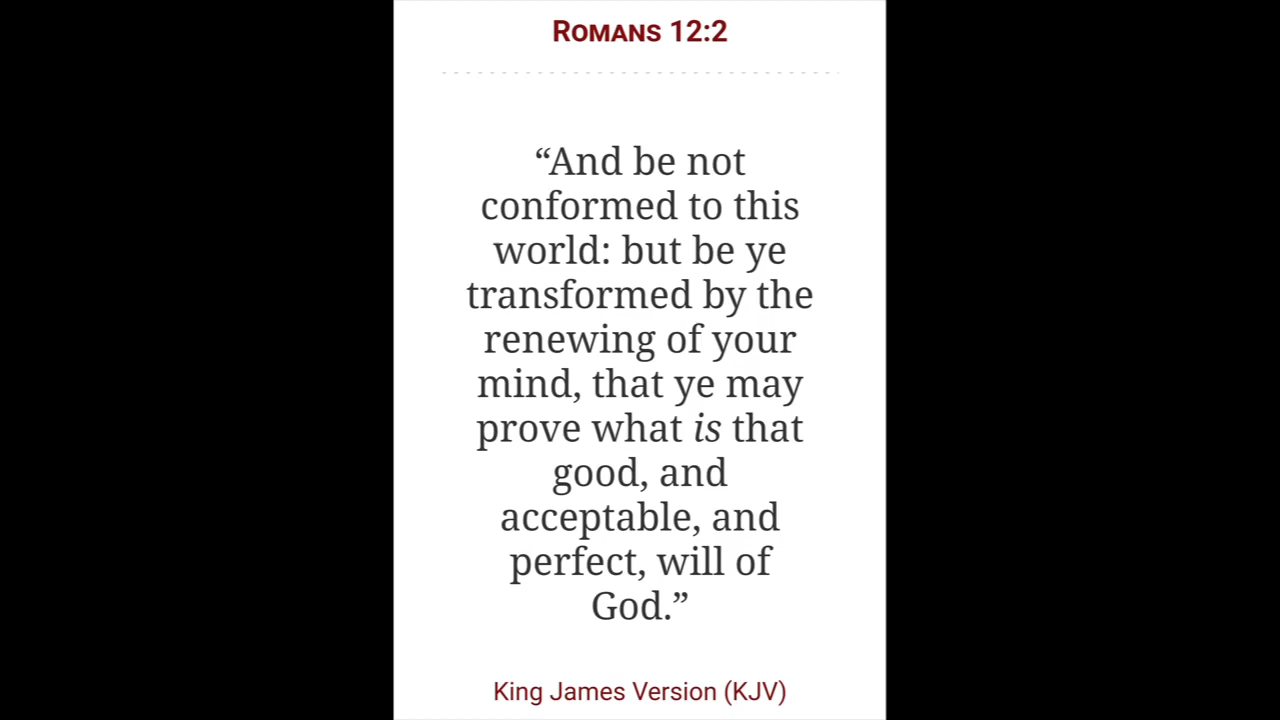 Romans 12:2
“And be not
conformed to this
world: but be ye
transformed by the
renewing of your
mind, that ye may
prove what is that
good, and
acceptable, and
perfect, will of
God.”
King James Version (KJV)